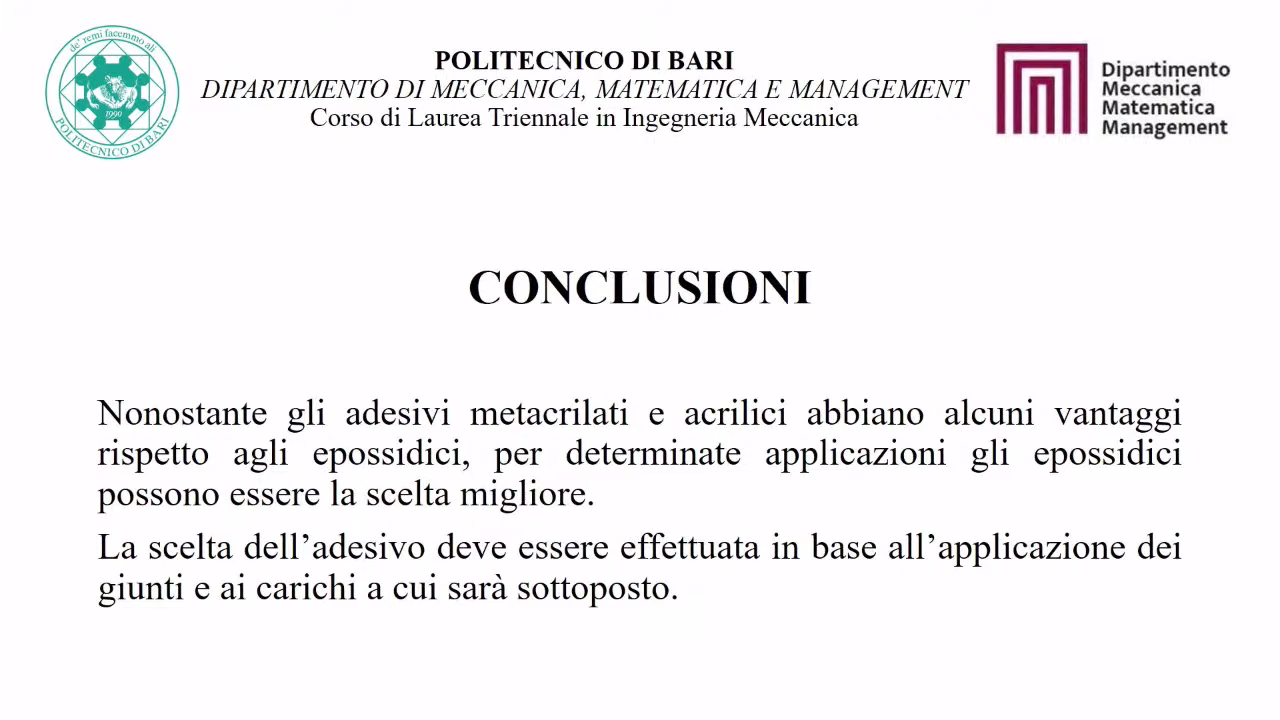 de' remi facemmo ali
1990
POLITECNICO DI BARI
POLITECNICO DI BARI
DIPARTIMENTO DI MECCANICA, MATEMATICA E MANAGEMENT
Corso di Laurea Triennale in Ingegneria Meccanica
Dipartimento
Meccanica
Matematica
Management
CONCLUSIONI
Nonostante gli adesivi metacrilati e acrilici abbiano alcuni vantaggi
rispetto agli epossidici, per determinate applicazioni gli epossidici
possono essere la scelta migliore.
La scelta dell’adesivo deve essere effettuata in base all’applicazione dei
giunti e ai carichi a cui sarà sottoposto.